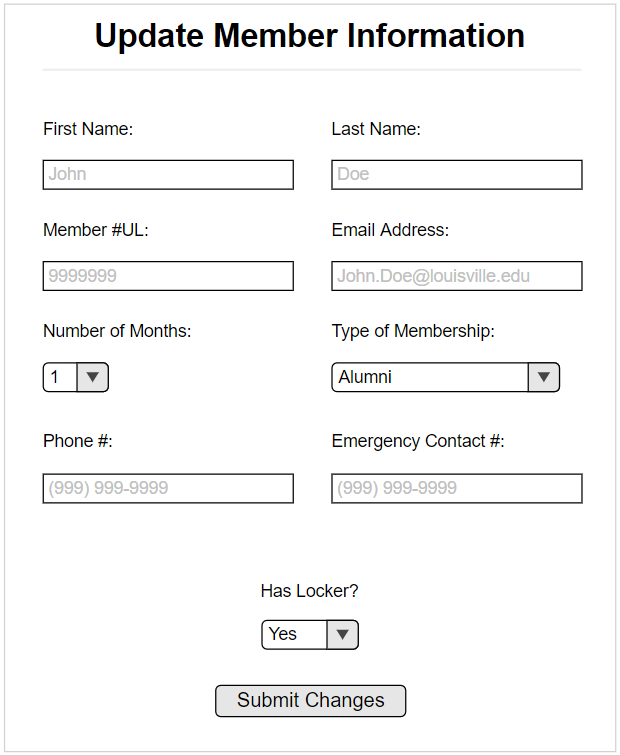 Update Member Information
First Name: Last Name:
John Doe
Member #UL: Email Address:
9999999 John.Doe@louisville.edu
Number of Months: Type of Membership:
1 Alumni
Phone #: Emergency Contact #:
(999) 999-9999 (999) 999-9999
Has Locker?
Yes
Submit Changes